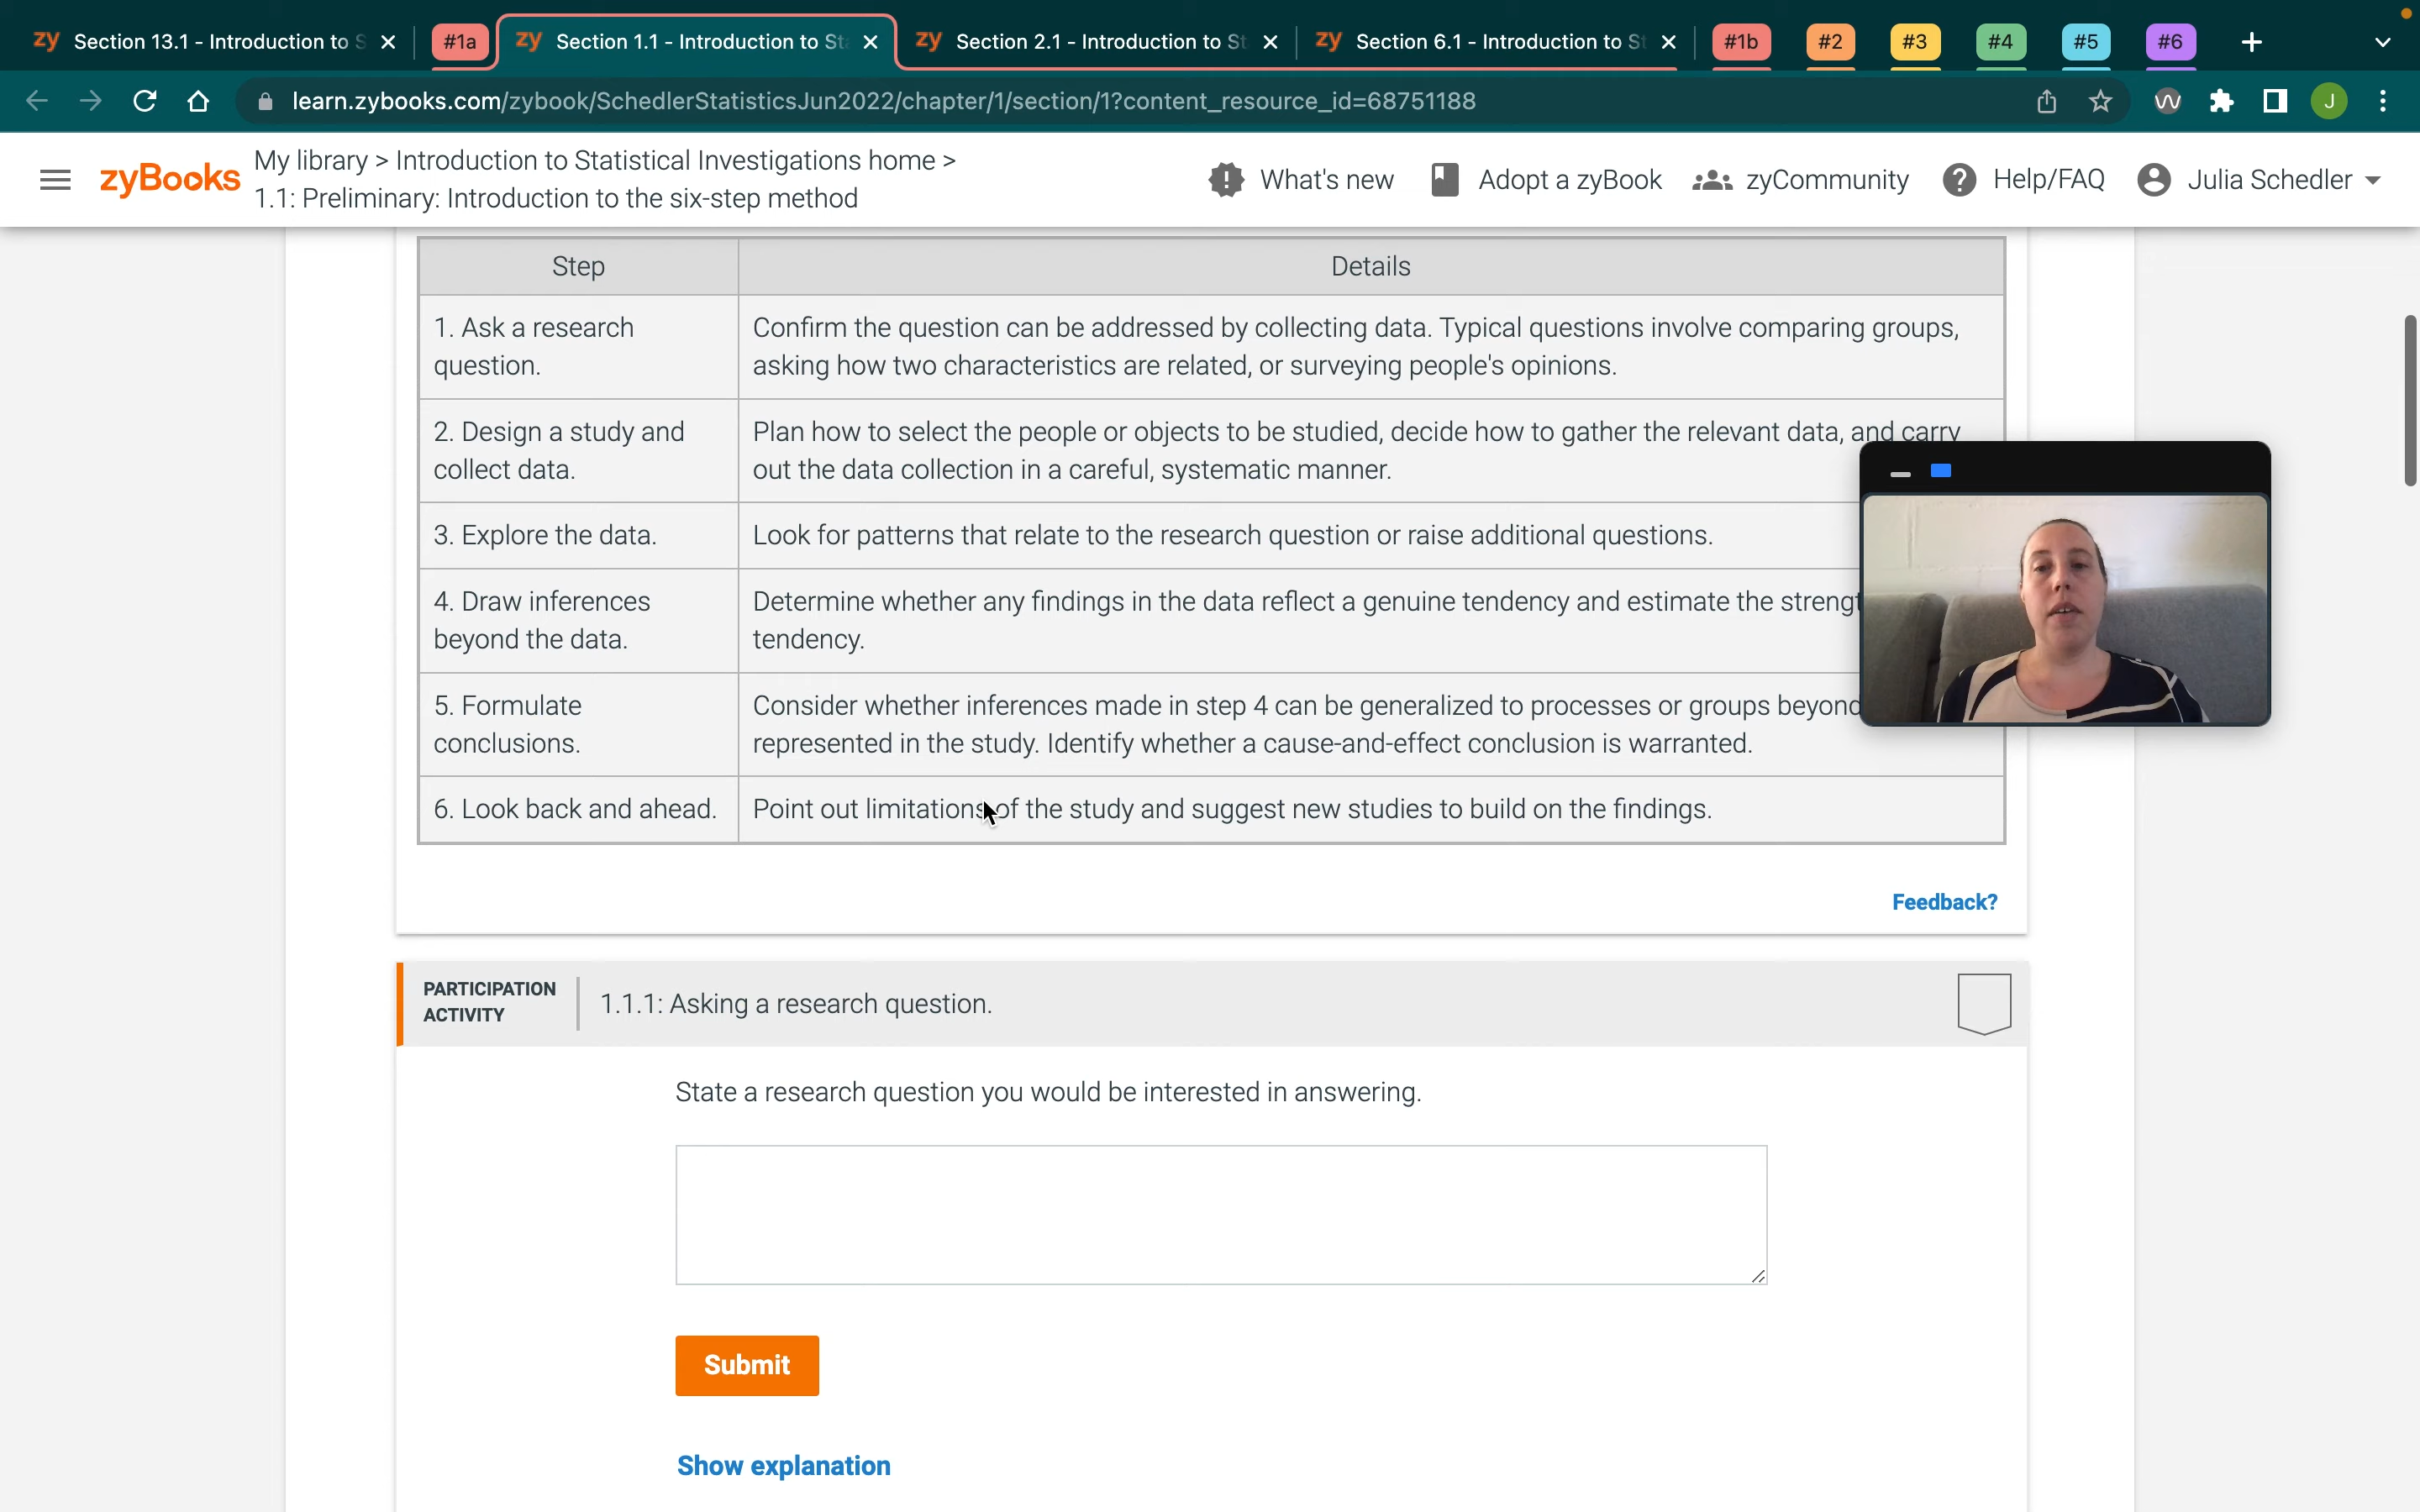 zy Section 13.1 - Introduction to S
#1a
zy Section 1.1 - Introduction to Sta
zy Section 2.1 - Introduction to St
zy Section 6.1 - Introduction to St
#1b
#2
#3
#4
#5
#6
learn.zybooks.com/zybook/SchedlerStatisticsJun2022/chapter/1/section/1?content_resource_id=68751188
J
zyBooks
My library > Introduction to Statistical Investigations home >
1.1: Preliminary: Introduction to the six-step method
What's new
Adopt a zyBook
zyCommunity
Help/FAQ
Julia Schedler
Step
Details
1. Ask a research
question.
Confirm the question can be addressed by collecting data. Typical questions involve comparing groups,
asking how two characteristics are related, or surveying people's opinions.
2. Design a study and
collect data.
Plan how to select the people or objects to be studied, decide how to gather the relevant data, and carry
out the data collection in a careful, systematic manner.
3. Explore the data.
Look for patterns that relate to the research question or raise additional questions.
4. Draw inferences
beyond the data.
Determine whether any findings in the data reflect a genuine tendency and estimate the strengt
tendency.
5. Formulate
conclusions.
Consider whether inferences made in step 4 can be generalized to processes or groups beyond
represented in the study. Identify whether a cause-and-effect conclusion is warranted.
6. Look back and ahead.
Point out limitations of the study and suggest new studies to build on the findings.
Feedback?
PARTICIPATION
ACTIVITY
1.1.1: Asking a research question.
State a research question you would be interested in answering.
Submit
Show explanation